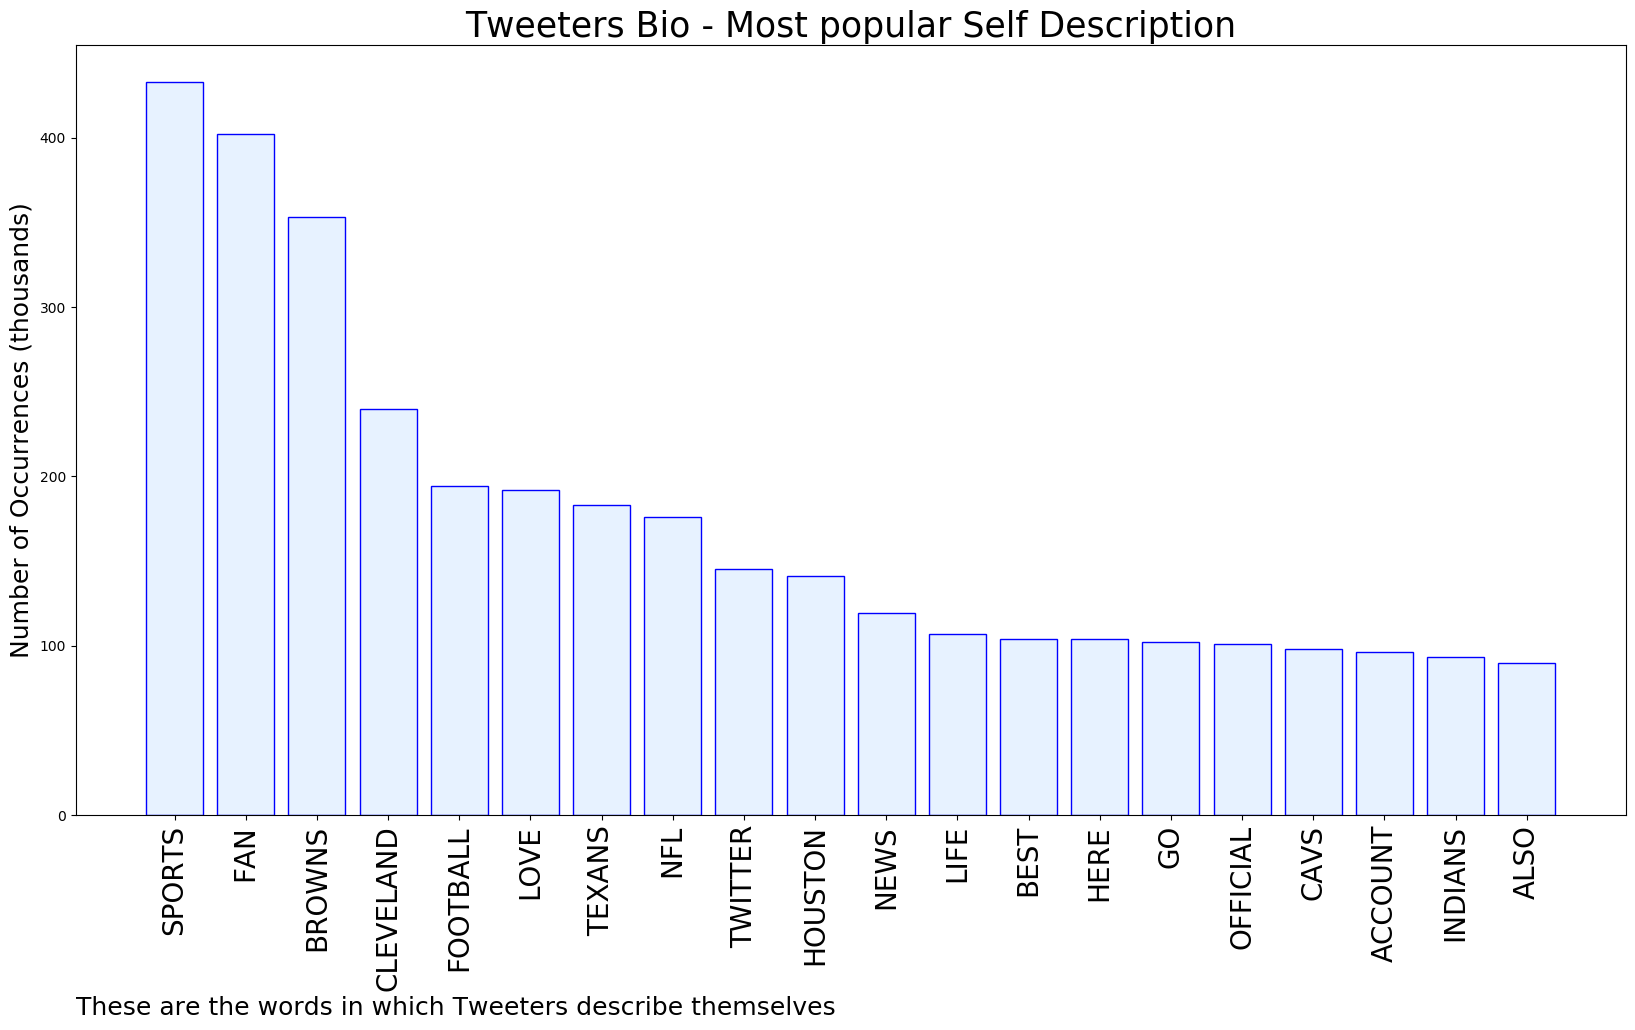 Tweeters Bio - Most popular Self Description
Number of Occurrences (thousands)
400
300
200
100
0
SPORTS
FAN
BROWNS
CLEVELAND
FOOTBALL
LOVE
TEXANS
NFL
TWITTER
HOUSTON
NEWS
LIFE
BEST
HERE
GO
OFFICIAL
CAVS
ACCOUNT
INDIANS
ALSO
These are the words in which Tweeters describe themselves